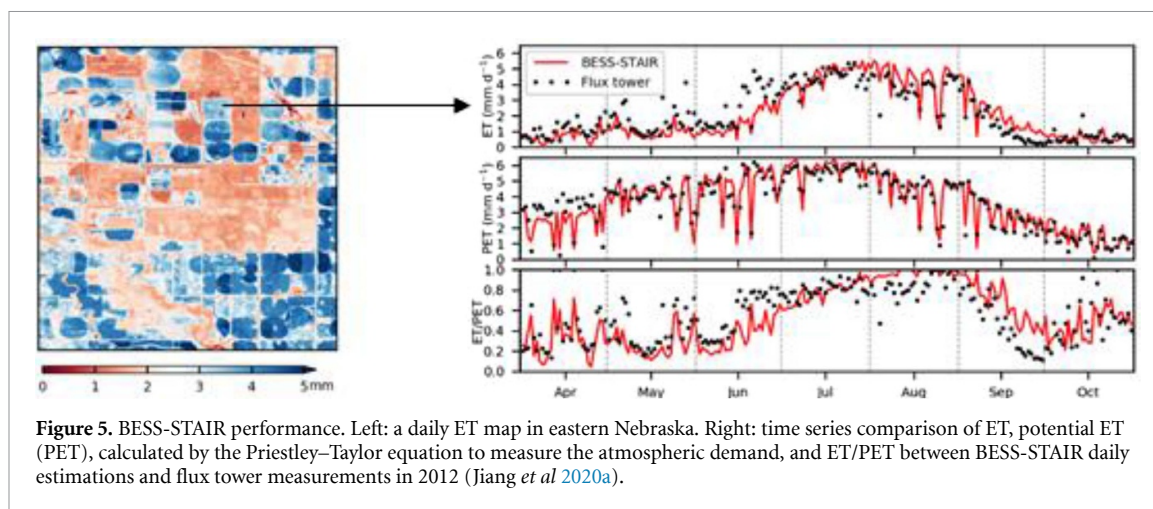 6
5
4
3
2
1
0
ET (mm d⁻¹)
BESS-STAIR
Flux tower
6
5
4
3
2
1
0
PET (mm d⁻¹)
1.0
0.8
0.6
0.4
0.2
0.0
ET/PET
Apr May Jun Jul Aug Sep Oct
0 1 2 3 4 5mm
Figure 5. BESS-STAIR performance. Left: a daily ET map in eastern Nebraska. Right: time series comparison of ET, potential ET
(PET), calculated by the Priestley–Taylor equation to measure the atmospheric demand, and ET/PET between BESS-STAIR daily
estimations and flux tower measurements in 2012 (Jiang et al 2020a).